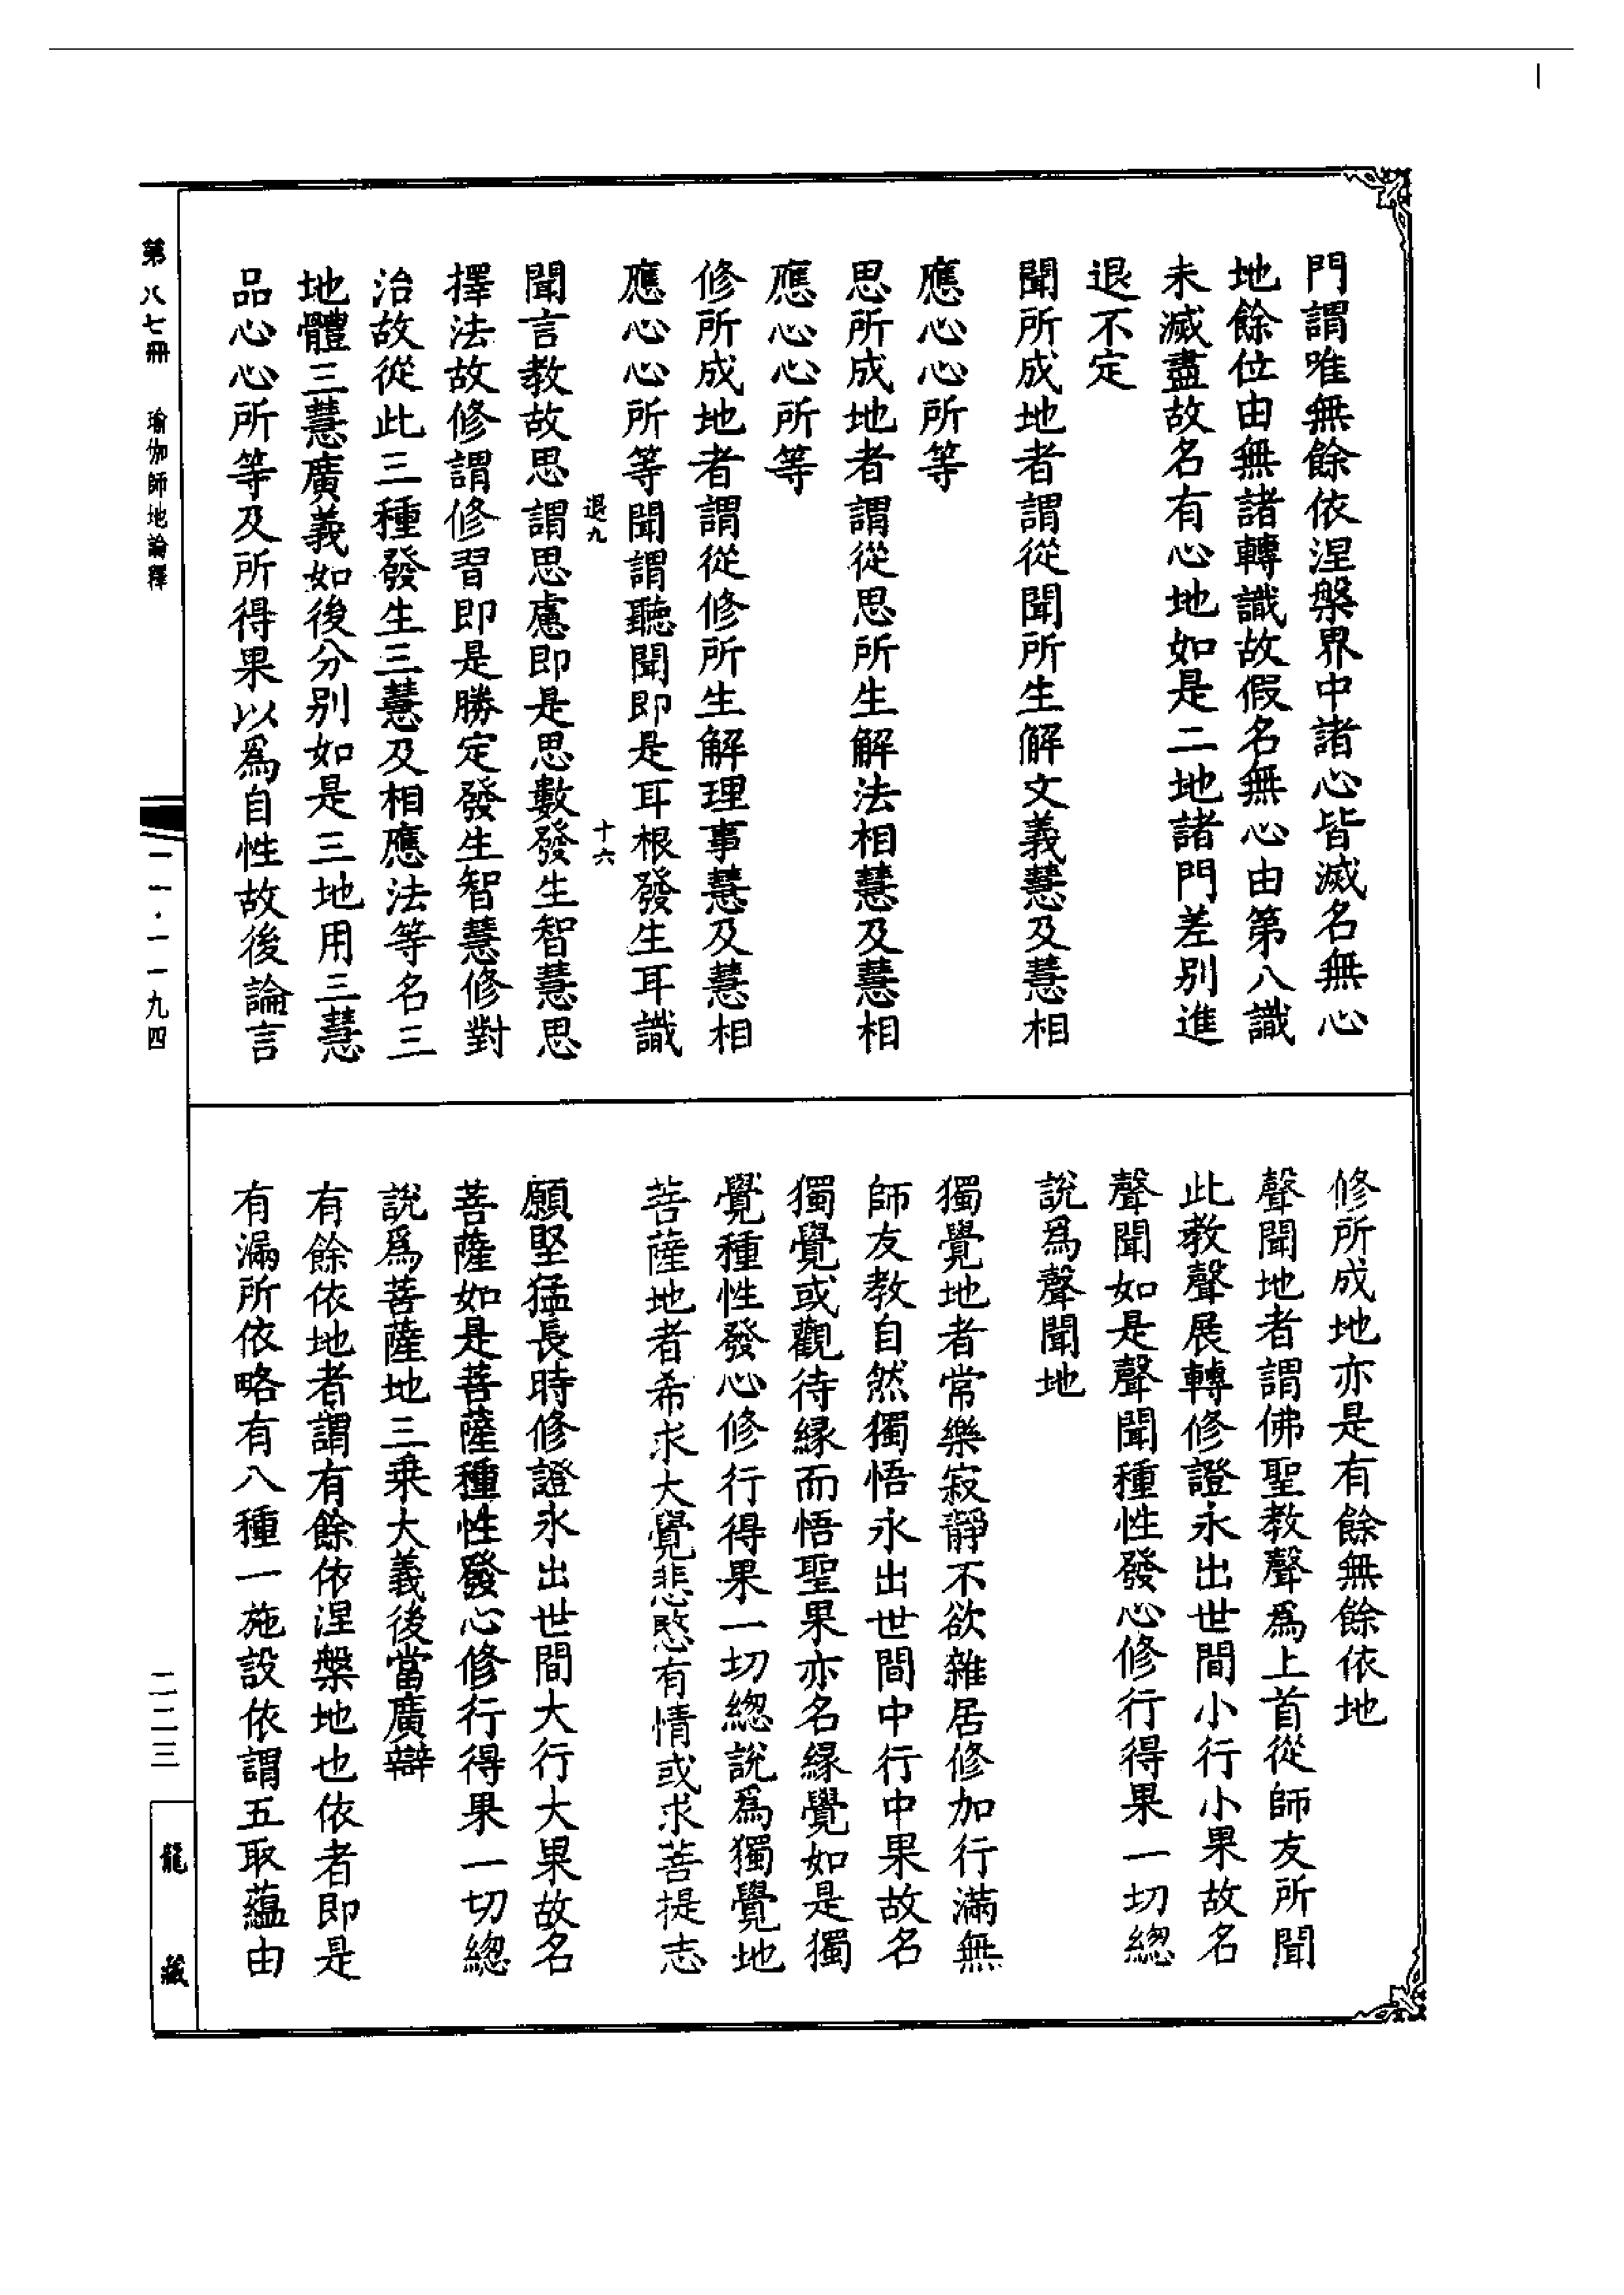 門謂唯無餘依涅槃界中諸心皆滅名無心
地餘位由無諸轉識故假名無心由第八識
未滅盡故名有心地如是二地諸門差別進
退不定
聞所成地者謂從聞所生解文義慧及慧相
應心心所等
思所成地者謂從思所生解法相慧及慧相
應心心所等
修所成地者謂從修所生解理事慧及慧相
應心心所等聞謂聽聞即是耳根發生耳識
退九
十六
聞言教故思謂思慮即是思數發生智慧思
擇法故修謂修習即是勝定發生智慧修對
治故從此三種發生三慧及相應法等名三
地體三慧廣義如後分別如是三地用三慧
品心心所等及所得果以爲自性故後論言
修所成地亦是有餘無餘依地
聲聞地者謂佛聖教聲爲上首從師友所聞
此教聲展轉修證永出世間小行小果故名
聲聞如是聲聞種性發心修行得果一切總
說爲聲聞地
獨覺地者常樂寂靜不欲雜居修加行滿無
師友教自然獨悟永出世間中行中果故名
獨覺或觀待緣而悟聖果亦名緣覺如是獨
覺種性發心修行得果一切總說爲獨覺地
菩薩地者希求大覺悲愍有情或求菩提志
願堅猛長時修證永出世間大行大果故名
菩薩如是菩薩種性發心修行得果一切總
說爲菩薩地三乘大義後當廣辯
有餘依地者謂有餘依涅槃地也依者即是
有漏所依略有八種一施設依謂五取蘊由
第八七冊 瑜伽師地論釋
一一·一一九四
二二三
龍藏